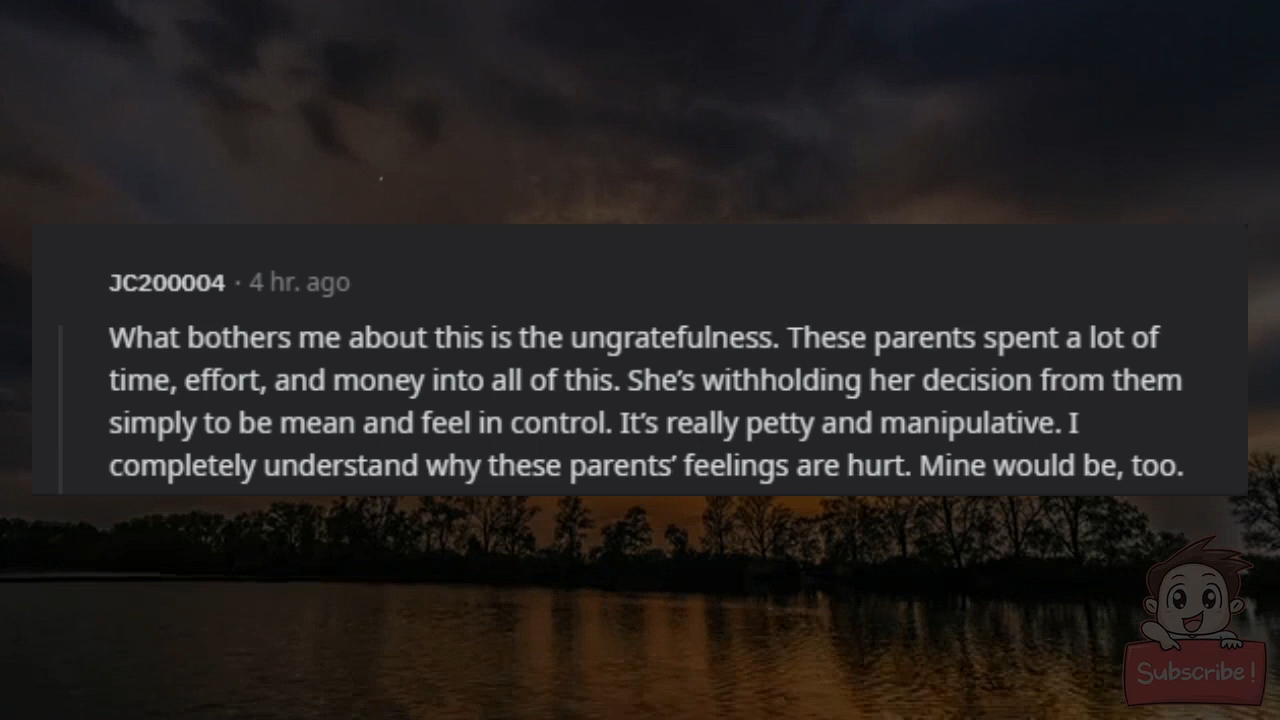 JC200004 · 4 hr. ago
What bothers me about this is the ungratefulness. These parents spent a lot of
time, effort, and money into all of this. She’s withholding her decision from them
simply to be mean and feel in control. It’s really petty and manipulative. I
completely understand why these parents’ feelings are hurt. Mine would be, too.
Subscribe!